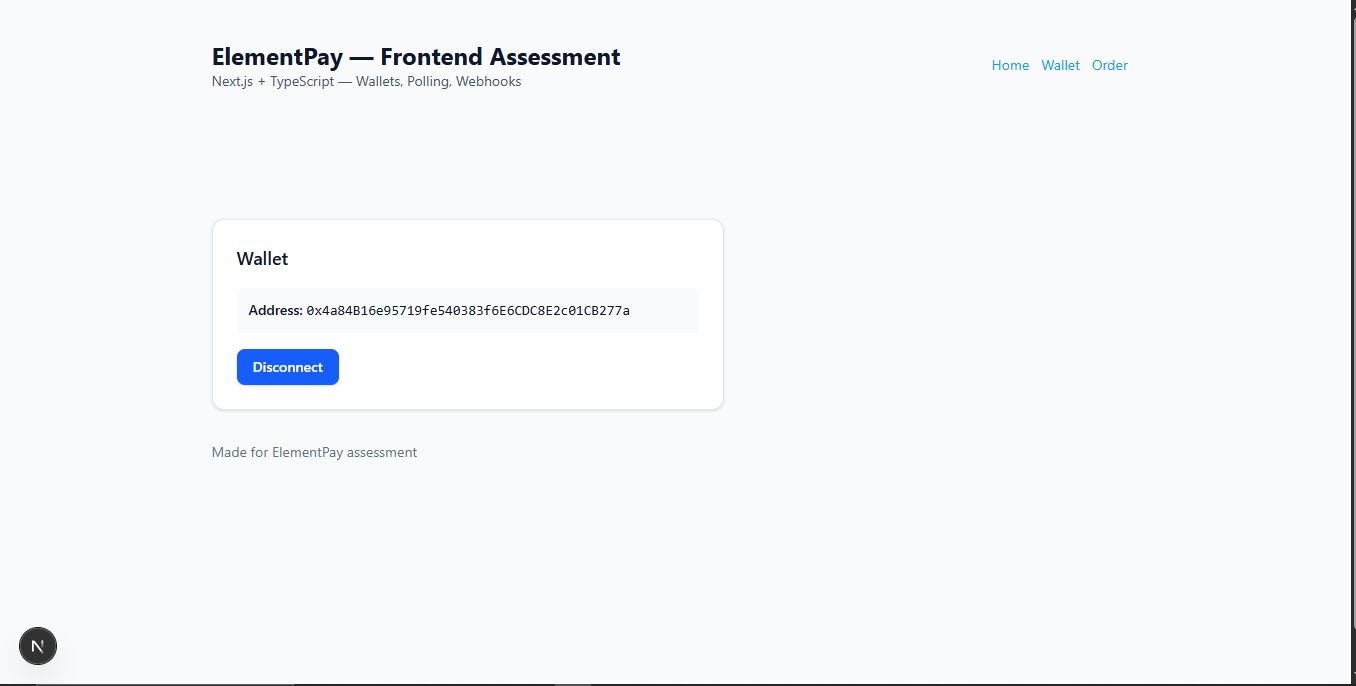 ElementPay — Frontend Assessment
Next.js + TypeScript — Wallets, Polling, Webhooks
Home Wallet Order
Wallet
Address: 0x4a84B16e95719fe540383f6E6CDC8E2c01CB277a
Disconnect
Made for ElementPay assessment
N